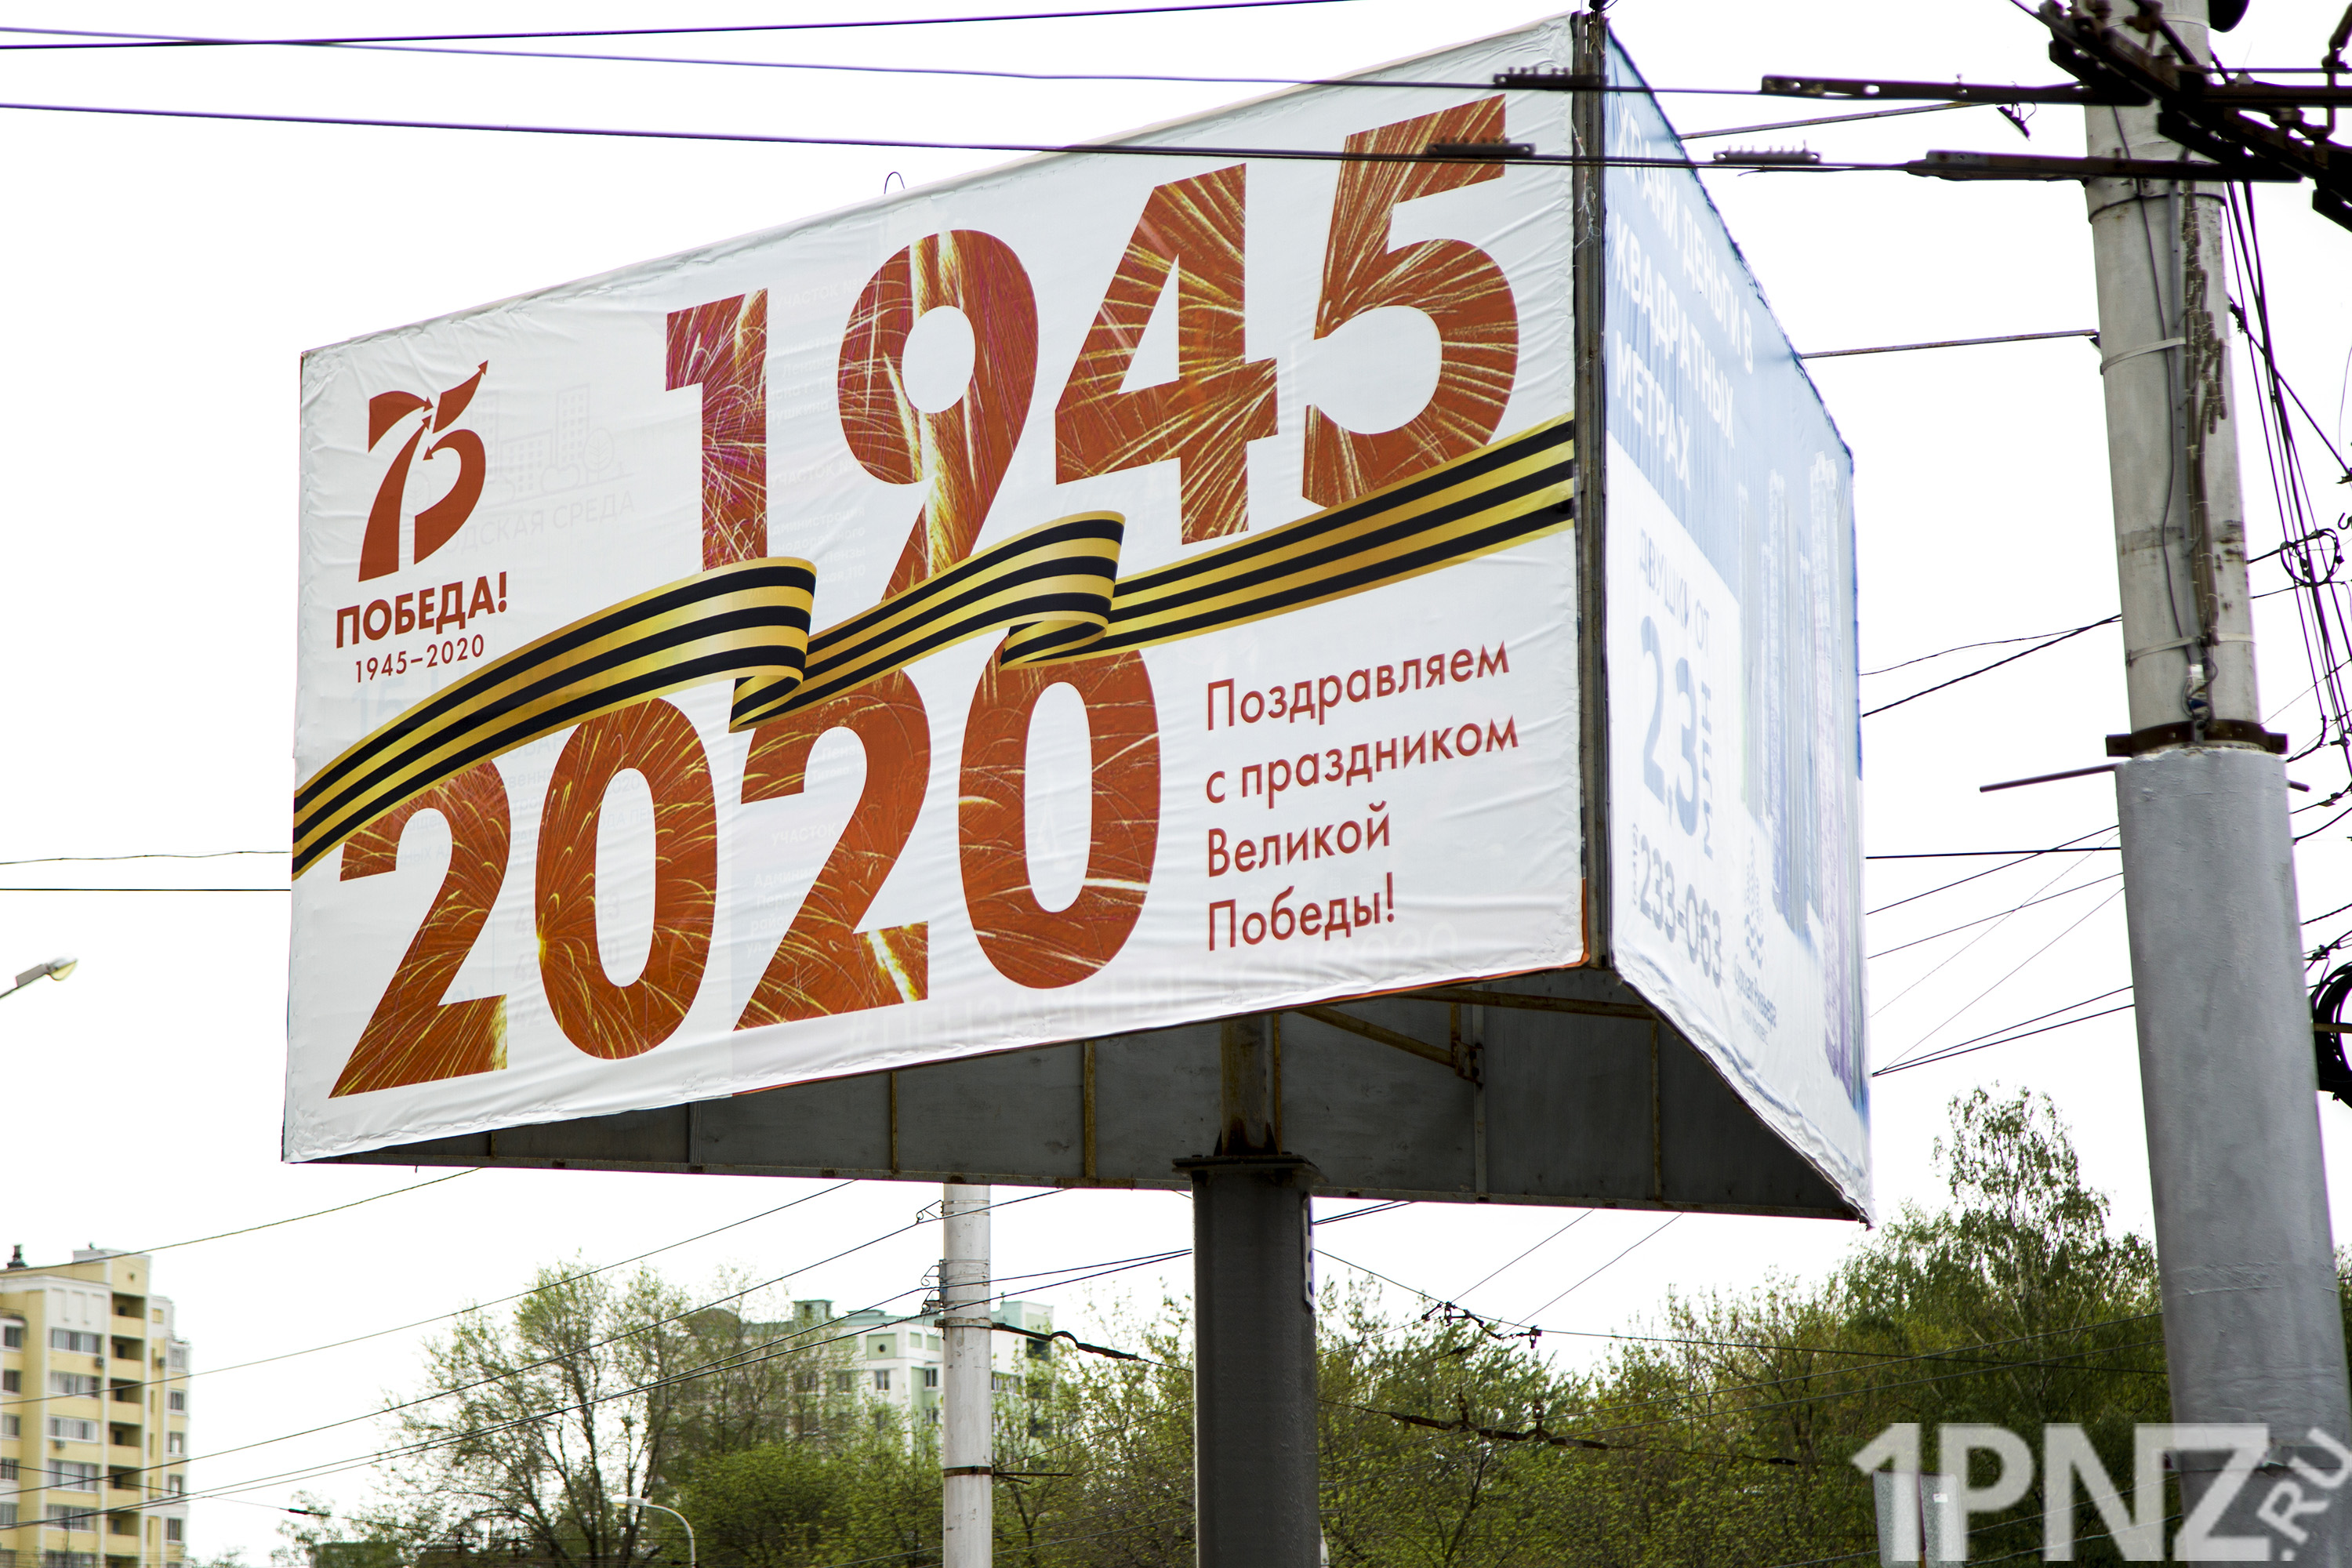 75
ПОБЕДА!
1945–2020
1945
2020
Поздравляем
с праздником
Великой
Победы!
ХРАНИ ДЕНЬГИ В
КВАДРАТНЫХ
МЕТРАХ
ДВУШКИ ОТ
2,3
233-063
1PNZ.RU